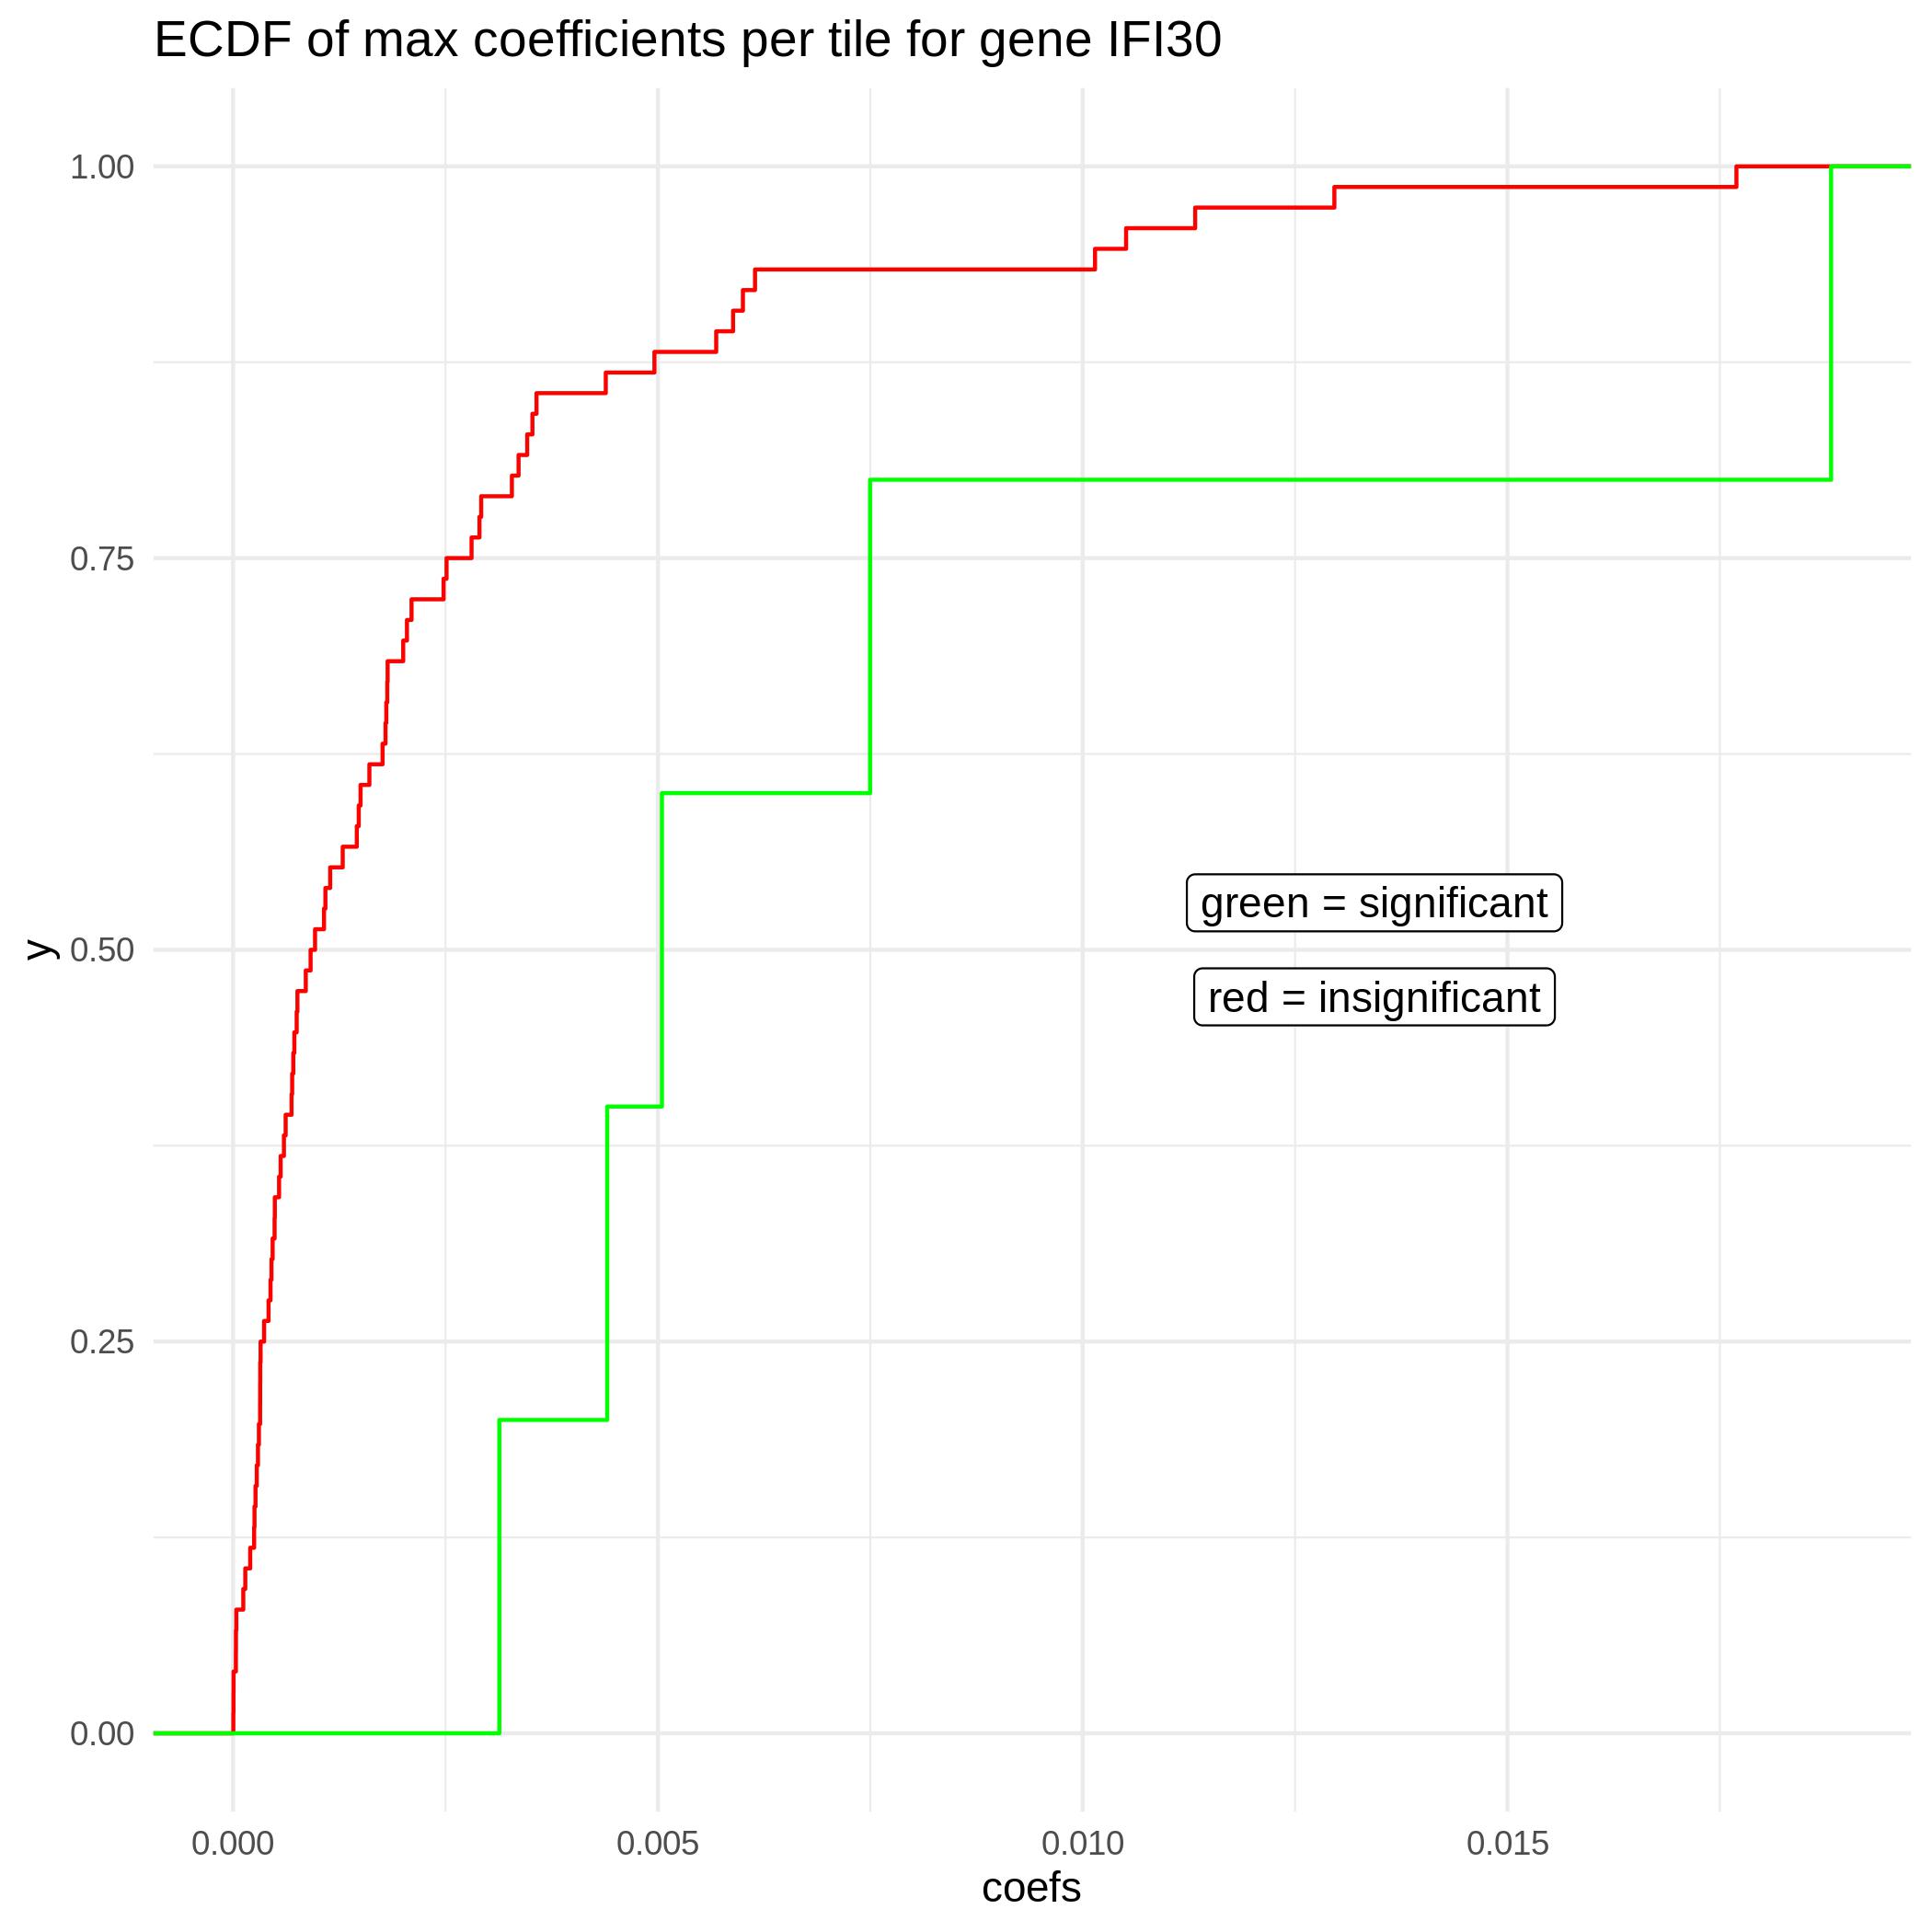 ECDF of max coefficients per tile for gene IFI30
1.00
0.75
0.50
0.25
0.00
y
green = significant
red = insignificant
0.000
0.005
0.010
0.015
coefs